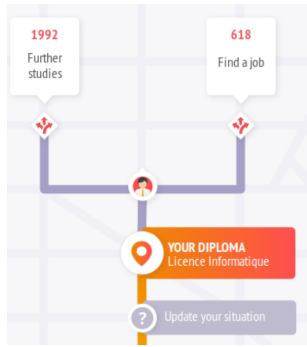 1992
Further
studies
618
Find a job
YOUR DIPLOMA
Licence Informatique
?
Update your situation